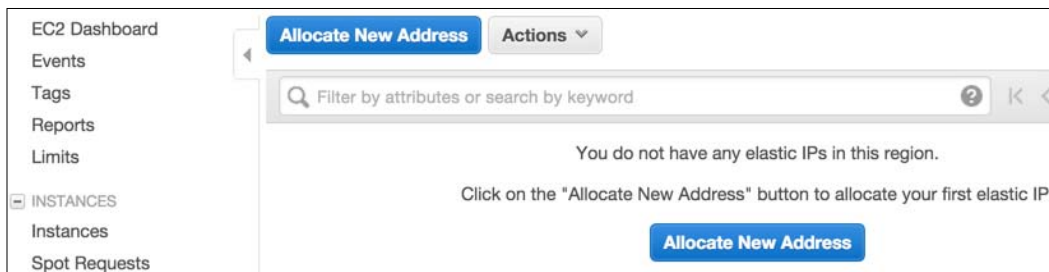 EC2 Dashboard
Events
Tags
Reports
Limits
INSTANCES
Instances
Spot Requests
Allocate New Address Actions
Filter by attributes or search by keyword
You do not have any elastic IPs in this region.
Click on the "Allocate New Address" button to allocate your first elastic IP
Allocate New Address